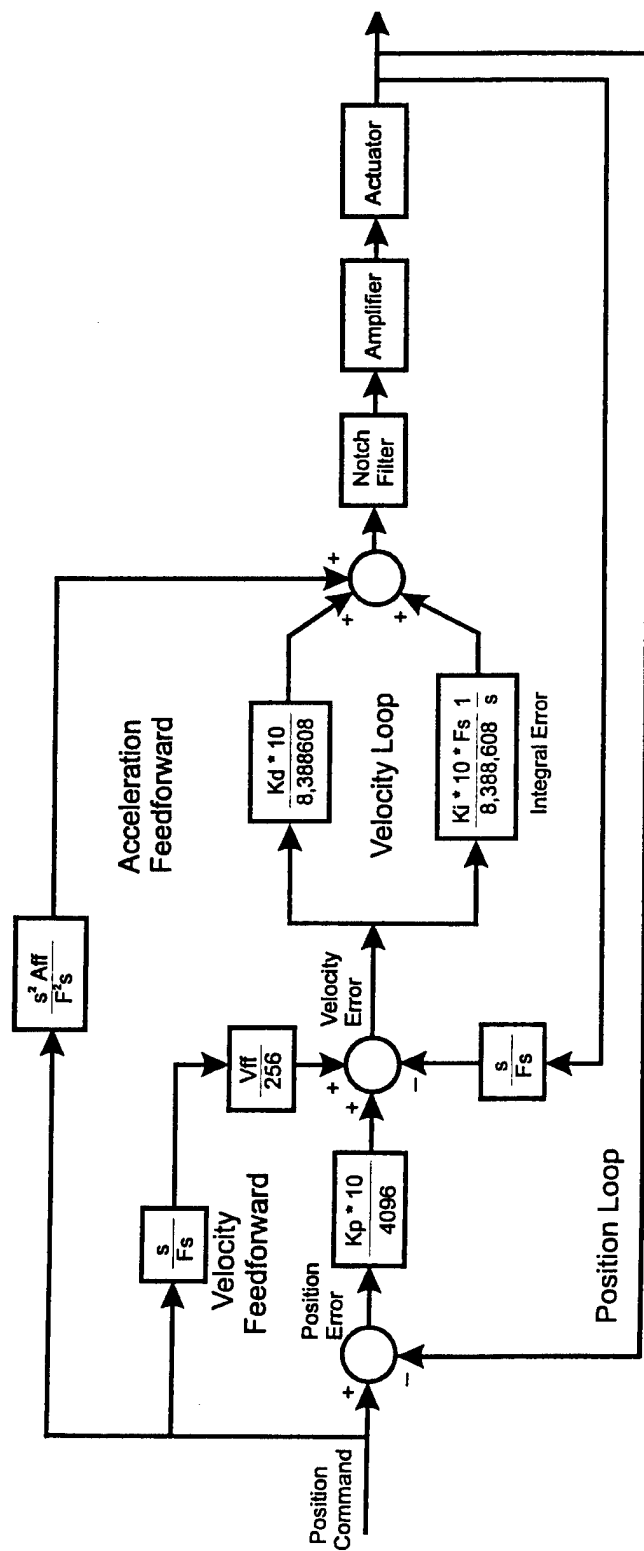 Position
Command
s² Aff
F²s
s
Fs
Velocity
Feedforward
Vff
256
Acceleration
Feedforward
Position
Error
Kp * 10
4096
+
-
+
+
-
Velocity
Error
s
Fs
Kd * 10
8,388608
Velocity Loop
Ki * 10 * Fs 1
8,388,608 s
Integral Error
+
+
+
Notch
Filter
Amplifier
Actuator
Position Loop